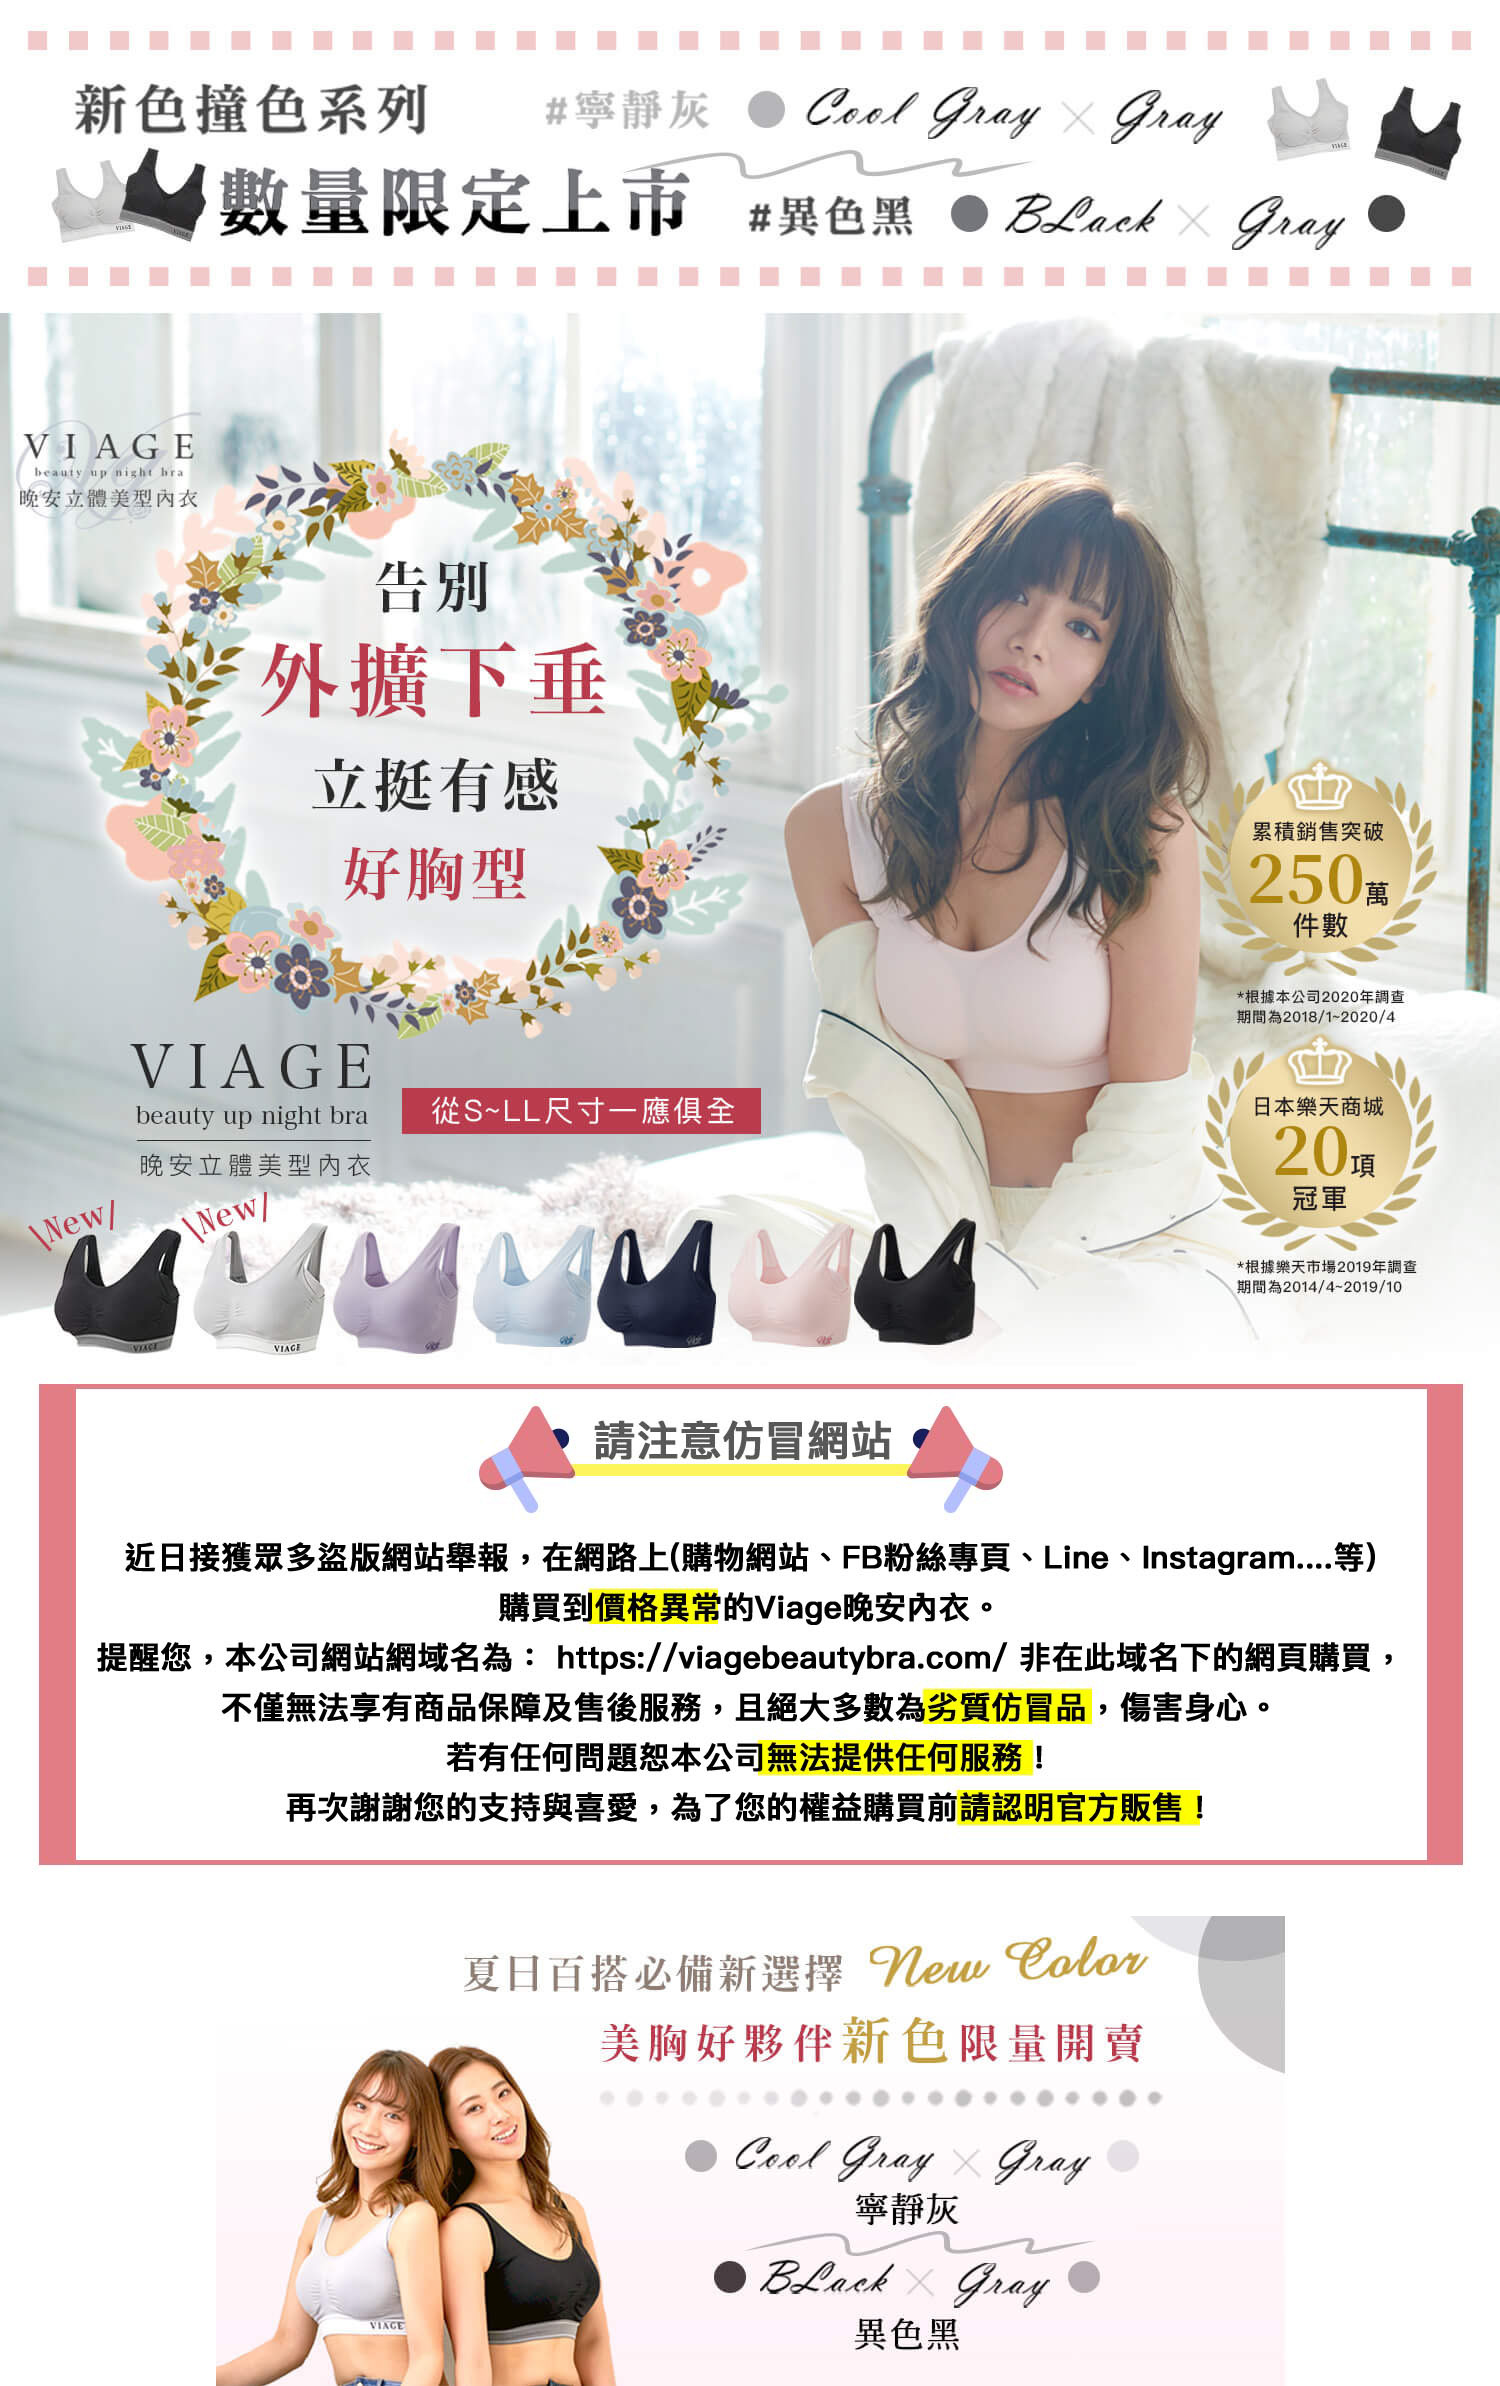 新色撞色系列
#寧靜灰 Cool Gray × Gray
VIAGE
VIAGE
數量限定上市
#異色黑 BLack × Gray
VIAGE
VIAGE
VIAGE
beauty up night bra
晚安立體美型內衣
告別
外擴下垂
立挺有感
好胸型
累積銷售突破
250萬
件數
*根據本公司2020年調查
期間為2018/1~2020/4
日本樂天商城
20項
冠軍
*根據樂天市場2019年調查
期間為2014/4~2019/10
VIAGE
beauty up night bra
晚安立體美型內衣
從S~LL尺寸一應俱全
\New/
\New/
VIAGE
VIAGE
請注意仿冒網站
近日接獲眾多盜版網站舉報，在網路上(購物網站、FB粉絲專頁、Line、Instagram....等)
購買到價格異常的Viage晚安內衣。
提醒您，本公司網站網域名為： https://viagebeautybra.com/ 非在此域名下的網頁購買，
不僅無法享有商品保障及售後服務，且絕大多數為劣質仿冒品，傷害身心。
若有任何問題恕本公司無法提供任何服務！
再次謝謝您的支持與喜愛，為了您的權益購買前請認明官方販售！
夏日百搭必備新選擇 New Color
美胸好夥伴新色限量開賣
Cool Gray × Gray
寧靜灰
BLack × Gray
異色黑
VIAGE